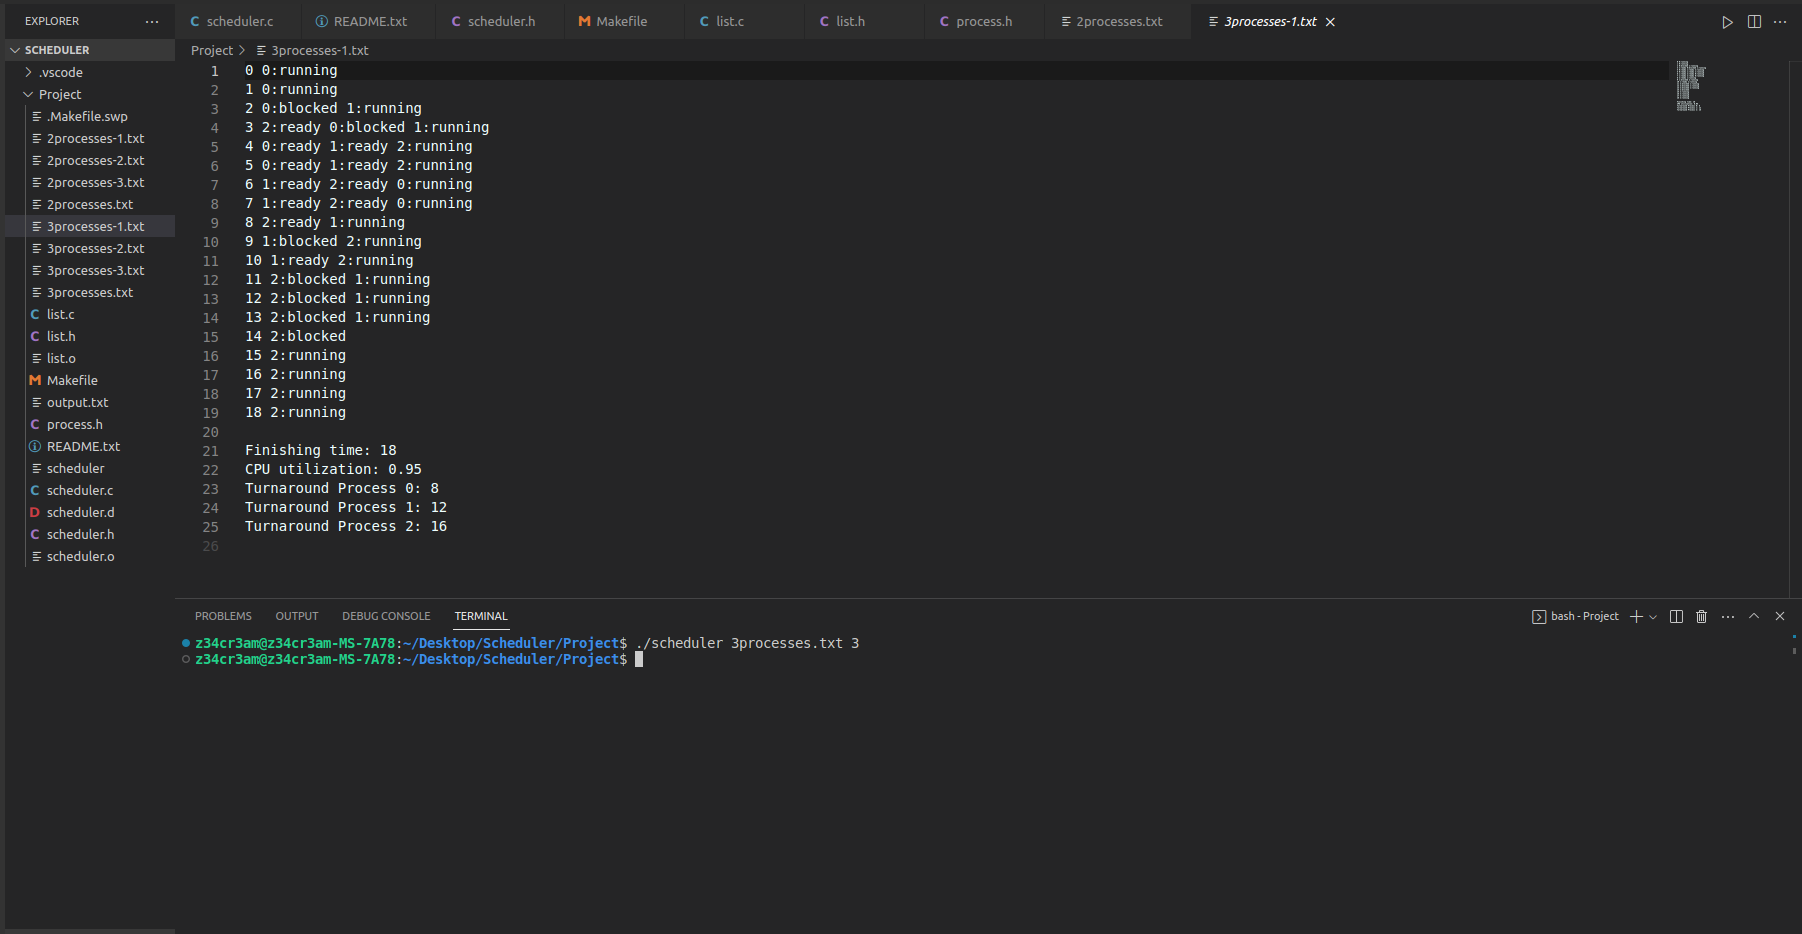 EXPLORER
SCHEDULER
.vscode
Project
.Makefile.swp
2processes-1.txt
2processes-2.txt
2processes-3.txt
2processes.txt
3processes-1.txt
3processes-2.txt
3processes-3.txt
3processes.txt
C list.c
C list.h
list.o
M Makefile
output.txt
C process.h
README.txt
scheduler
C scheduler.c
D scheduler.d
C scheduler.h
scheduler.o
C scheduler.c README.txt C scheduler.h M Makefile C list.c C list.h C process.h 2processes.txt 3processes-1.txt
Project > 3processes-1.txt
1 0 0:running
2 1 0:running
3 2 0:blocked 1:running
4 3 2:ready 0:blocked 1:running
5 4 0:ready 1:ready 2:running
6 5 0:ready 1:ready 2:running
7 6 1:ready 2:ready 0:running
8 7 1:ready 2:ready 0:running
9 8 2:ready 1:running
10 9 1:blocked 2:running
11 10 1:ready 2:running
12 11 2:blocked 1:running
13 12 2:blocked 1:running
14 13 2:blocked 1:running
15 14 2:blocked
16 15 2:running
17 16 2:running
18 17 2:running
19 18 2:running
20
21 Finishing time: 18
22 CPU utilization: 0.95
23 Turnaround Process 0: 8
24 Turnaround Process 1: 12
25 Turnaround Process 2: 16
26
PROBLEMS OUTPUT DEBUG CONSOLE TERMINAL
bash - Project
z34cr3am@z34cr3am-MS-7A78:~/Desktop/Scheduler/Project$ ./scheduler 3processes.txt 3
z34cr3am@z34cr3am-MS-7A78:~/Desktop/Scheduler/Project$